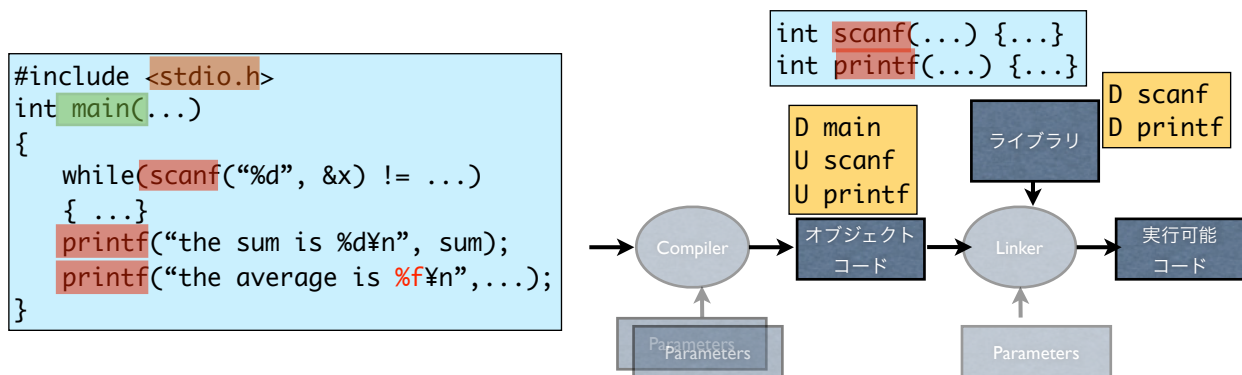 #include <stdio.h>
int main(...)
{
while(scanf(“%d”, &x) != ...)
{ ...}
printf(“the sum is %d¥n”, sum);
printf(“the average is %f¥n”,...);
}
int scanf(...) {...}
int printf(...) {...}
D main
U scanf
U printf
ライブラリ
D scanf
D printf
Compiler
オブジェクト
コード
Linker
実行可能
コード
Parameters
Parameters
Parameters